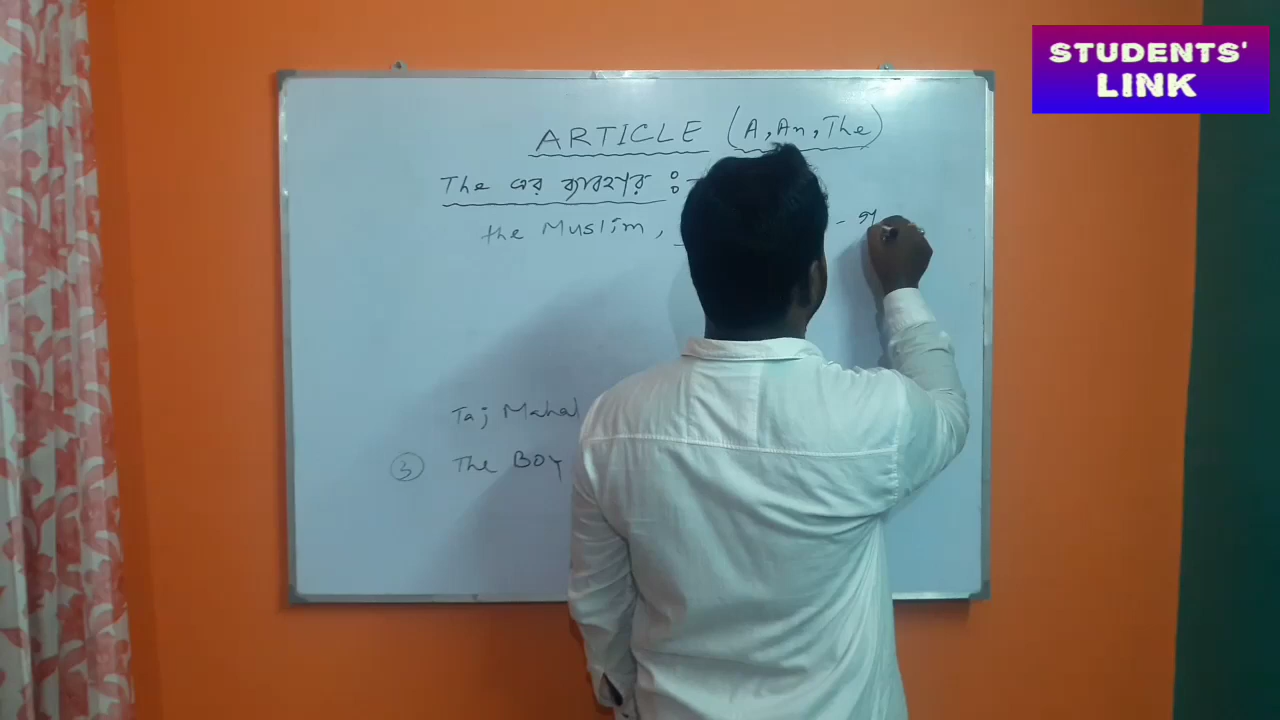 STUDENTS'
LINK
ARTICLE (A, An, The)
The এর ব্যবহার :-
the Muslim,
Taj Mahal
③ The Boy